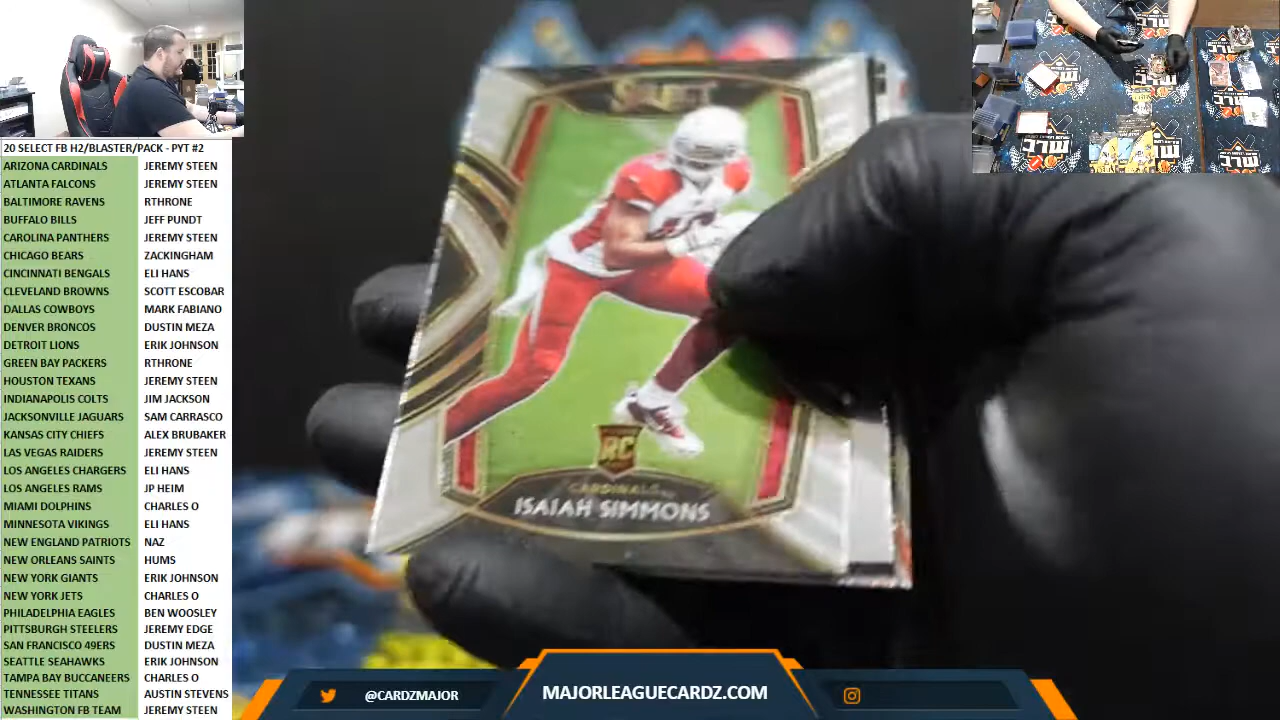 20 SELECT FB H2/BLASTER/PACK - PYT #2
ARIZONA CARDINALS JEREMY STEEN
ATLANTA FALCONS JEREMY STEEN
BALTIMORE RAVENS RTHRONE
BUFFALO BILLS JEFF PUNDT
CAROLINA PANTHERS JEREMY STEEN
CHICAGO BEARS ZACKINGHAM
CINCINNATI BENGALS ELI HANS
CLEVELAND BROWNS SCOTT ESCOBAR
DALLAS COWBOYS MARK FABIANO
DENVER BRONCOS DUSTIN MEZA
DETROIT LIONS ERIK JOHNSON
GREEN BAY PACKERS RTHRONE
HOUSTON TEXANS JEREMY STEEN
INDIANAPOLIS COLTS JIM JACKSON
JACKSONVILLE JAGUARS SAM CARRASCO
KANSAS CITY CHIEFS ALEX BRUBAKER
LAS VEGAS RAIDERS JEREMY STEEN
LOS ANGELES CHARGERS ELI HANS
LOS ANGELES RAMS JP HEIM
MIAMI DOLPHINS CHARLES O
MINNESOTA VIKINGS ELI HANS
NEW ENGLAND PATRIOTS NAZ
NEW ORLEANS SAINTS HUMS
NEW YORK GIANTS ERIK JOHNSON
NEW YORK JETS CHARLES O
PHILADELPHIA EAGLES BEN WOOSLEY
PITTSBURGH STEELERS JEREMY EDGE
SAN FRANCISCO 49ERS DUSTIN MEZA
SEATTLE SEAHAWKS ERIK JOHNSON
TAMPA BAY BUCCANEERS CHARLES O
TENNESSEE TITANS AUSTIN STEVENS
WASHINGTON FB TEAM JEREMY STEEN
SELECT
RC
CARDINALS
ISAIAH SIMMONS
@CARDZMAJOR
MAJORLEAGUECARDZ.COM